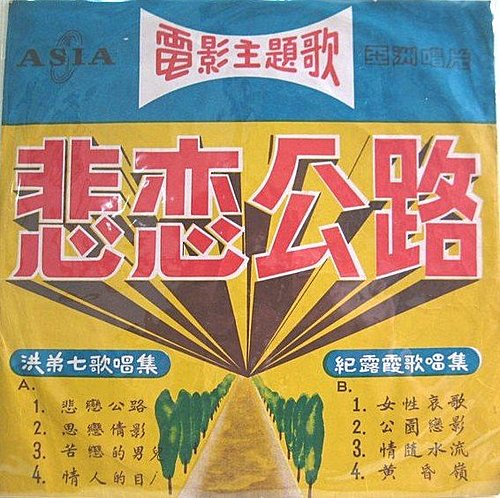 ASIA
電影主題歌
亞洲唱片
悲恋公路
洪弟七歌唱集
A.
1. 悲戀公路
2. 思戀情影
3. 苦戀的男兒
4. 情人的目
紀露霞歌唱集
B.
1. 女性哀歌
2. 公園戀影
3. 情隨水流
4. 黃昏嶺